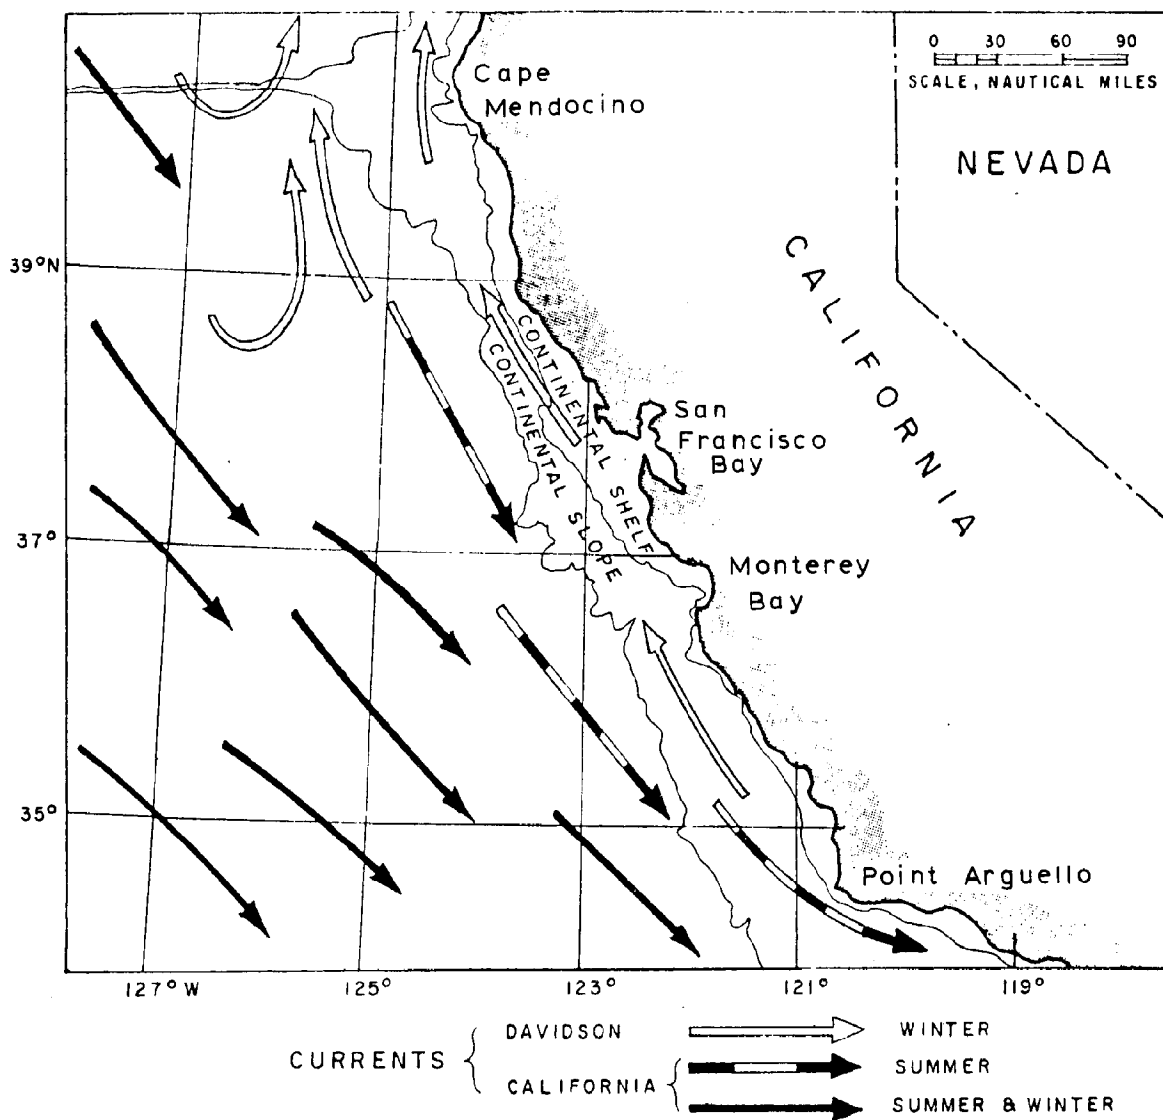 0 30 60 90
SCALE, NAUTICAL MILES
Cape
Mendocino
NEVADA
CALIFORNIA
39°N
CONTINENTAL SHELF
CONTINENTAL SLOPE
San
Francisco
Bay
37°
Monterey
Bay
35°
Point Arguello
127°W 125° 123° 121° 119°
CURRENTS
DAVIDSON WINTER
CALIFORNIA SUMMER
SUMMER & WINTER